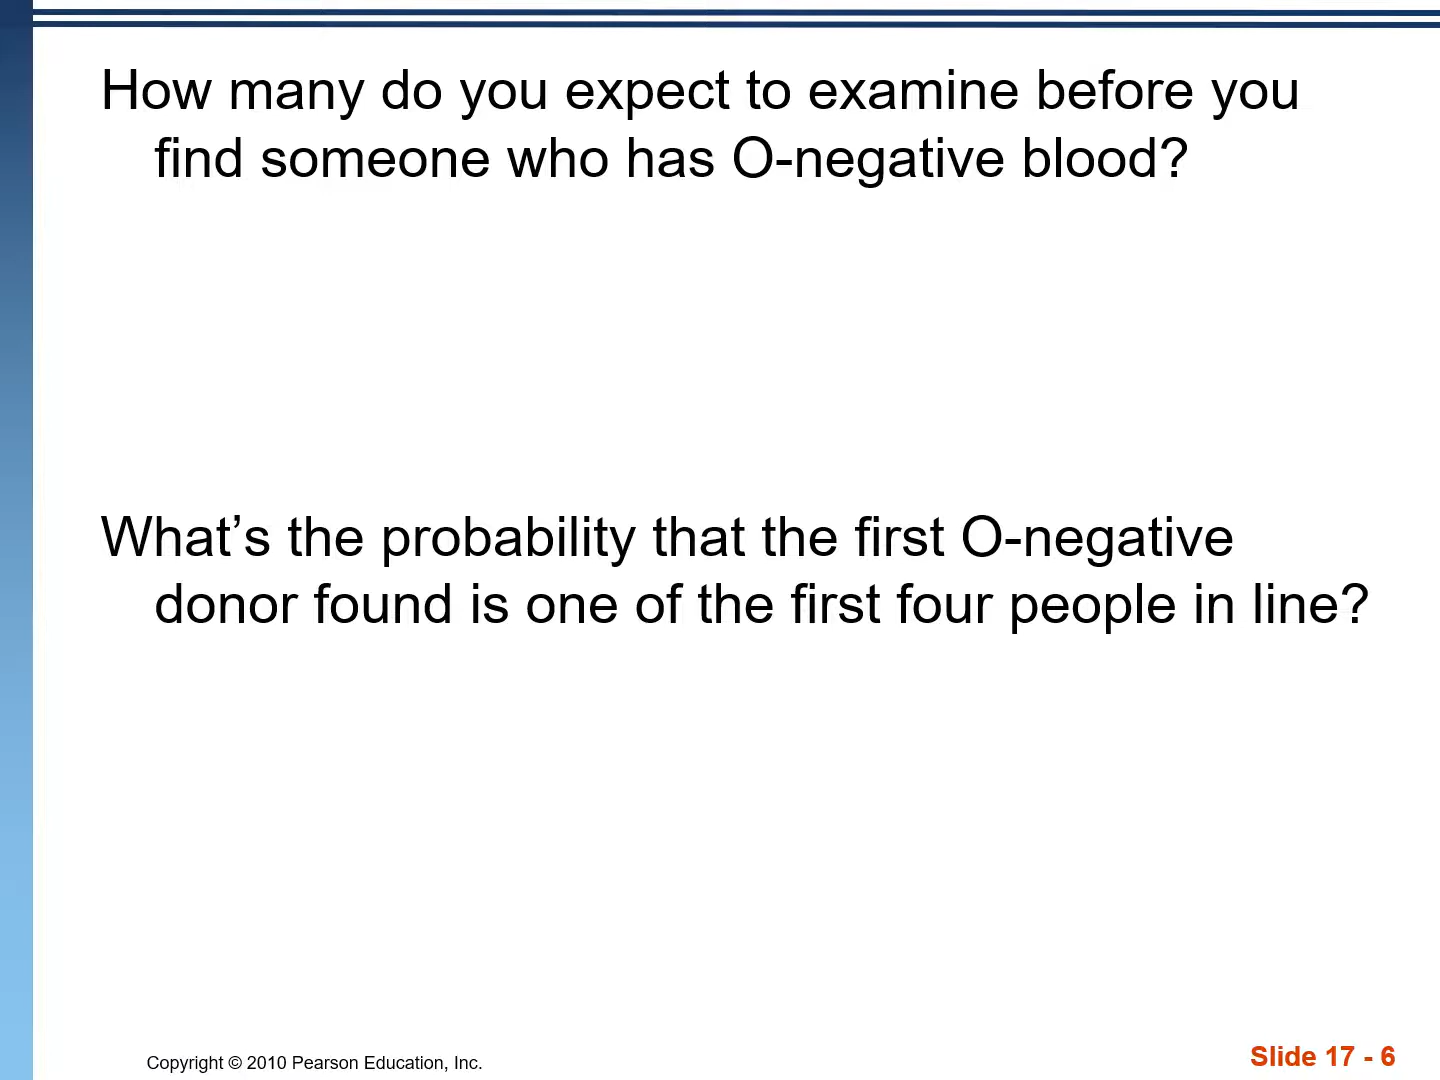 How many do you expect to examine before you
find someone who has O-negative blood?
What’s the probability that the first O-negative
donor found is one of the first four people in line?
Copyright © 2010 Pearson Education, Inc.
Slide 17 - 6